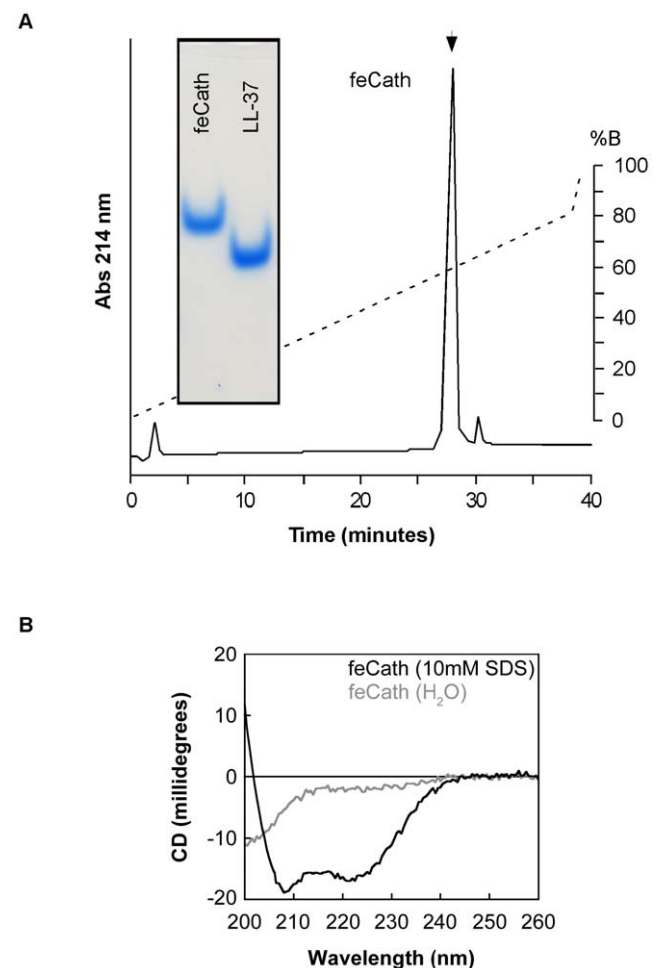 A
feCath
LL-37
feCath
%B
100
80
60
40
20
0
Abs 214 nm
0 10 20 30 40
Time (minutes)
B
20
10
0
-10
-20
feCath (10mM SDS)
feCath (H₂O)
CD (millidegrees)
200 210 220 230 240 250 260
Wavelength (nm)